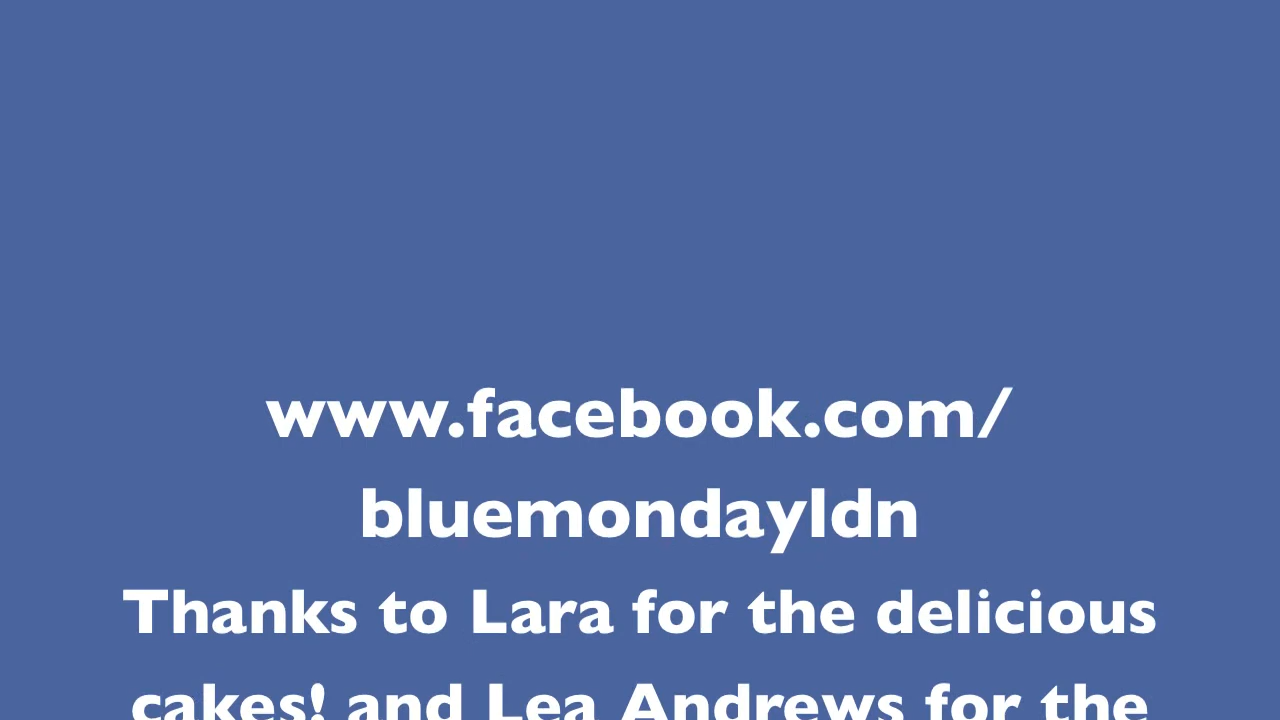 www.facebook.com/
bluemondayldn
Thanks to Lara for the delicious
cakes! and Lea Andrews for the